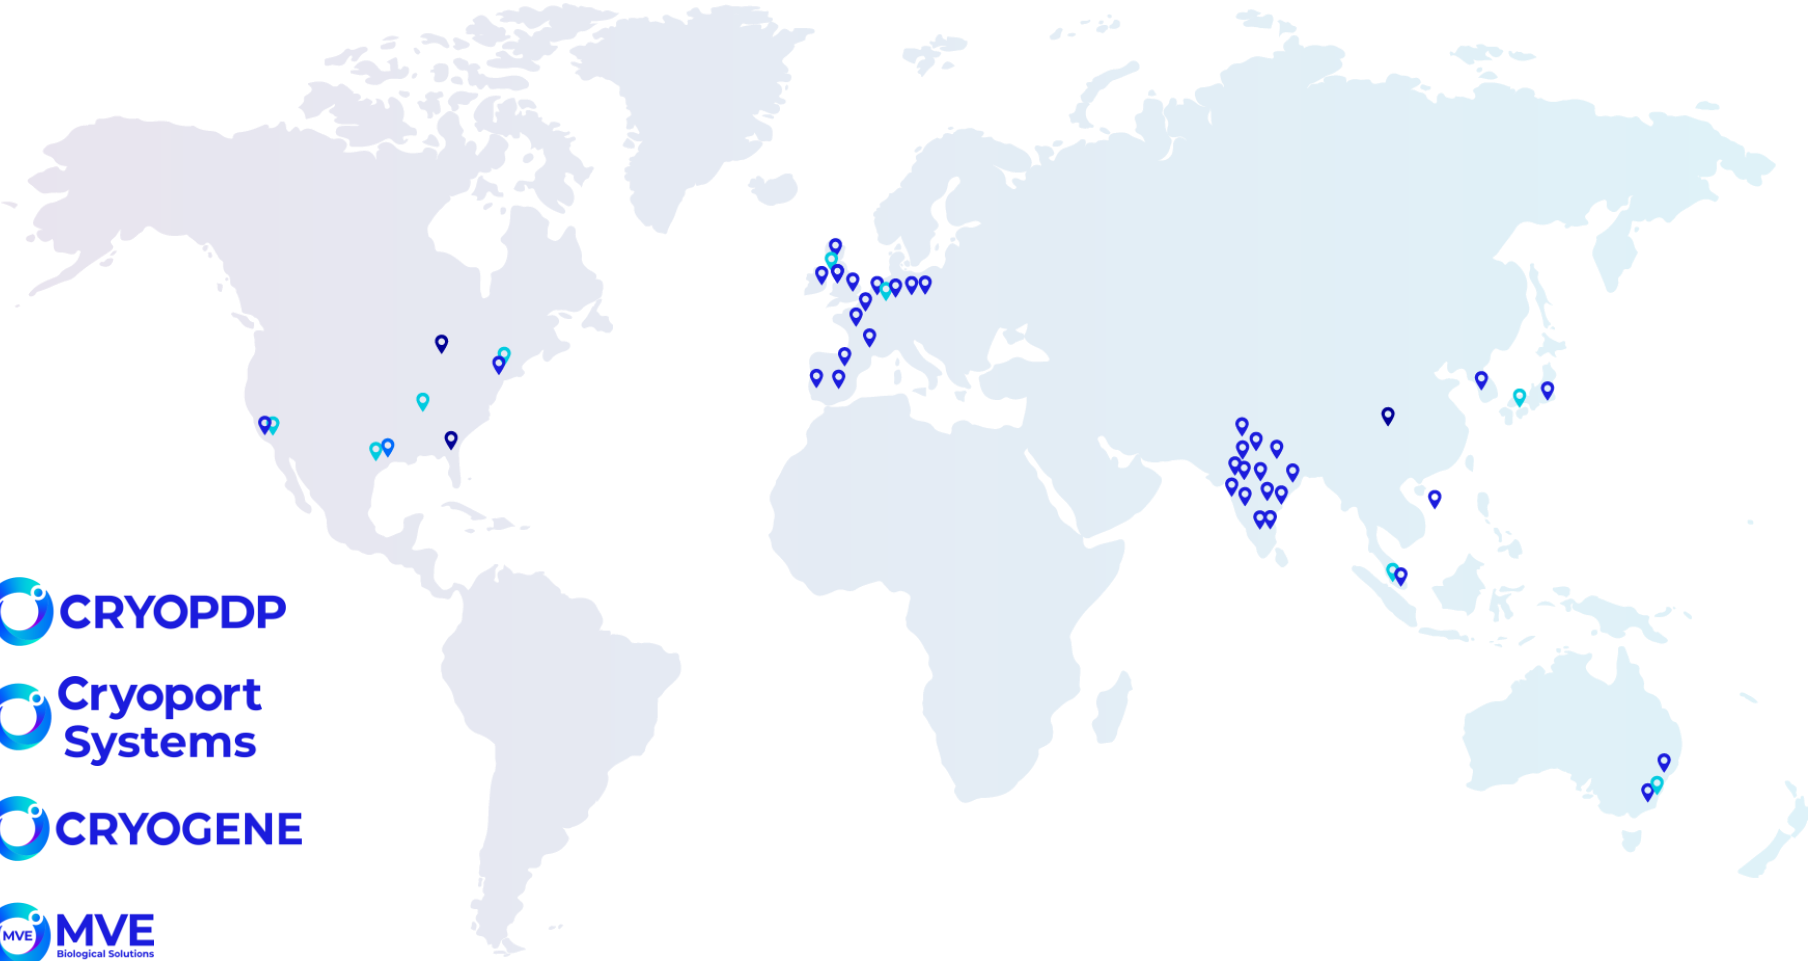 CRYOPDP
Cryoport
Systems
CRYOGENE
MVE
MVE
Biological Solutions